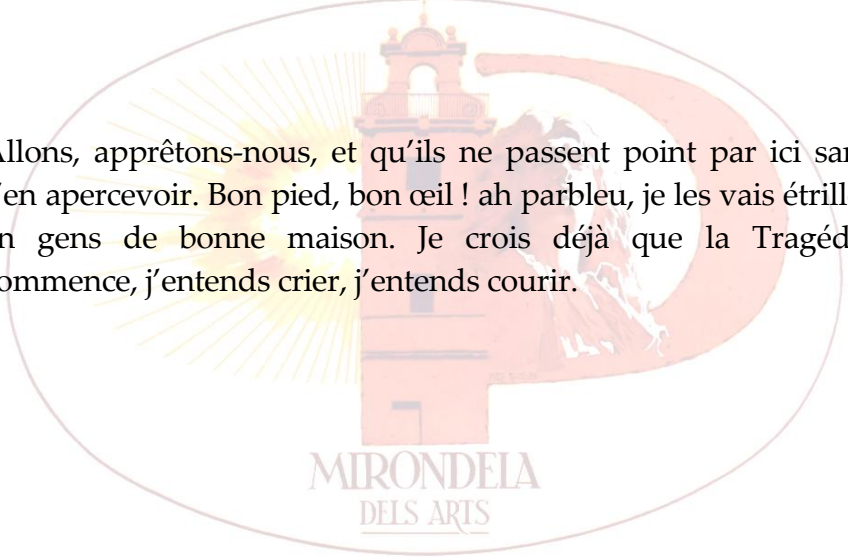 Allons, apprêtons-nous, et qu'ils ne passent point par ici san
'en apercevoir. Bon pied, bon œil ! ah parbleu, je les vais étrille
n gens de bonne maison. Je crois déjà que la Tragéd
ommence, j'entends crier, j'entends courir.
MIRONDELA
DELS ARTS